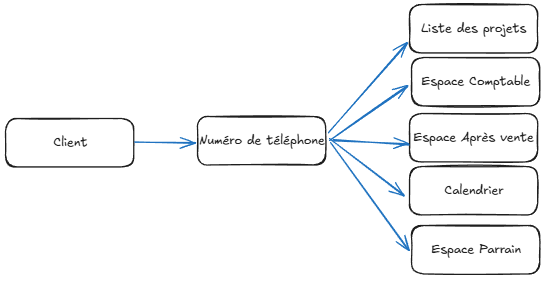 Client
Numéro de téléphone
Liste des projets
Espace Comptable
Espace Après vente
Calendrier
Espace Parrain